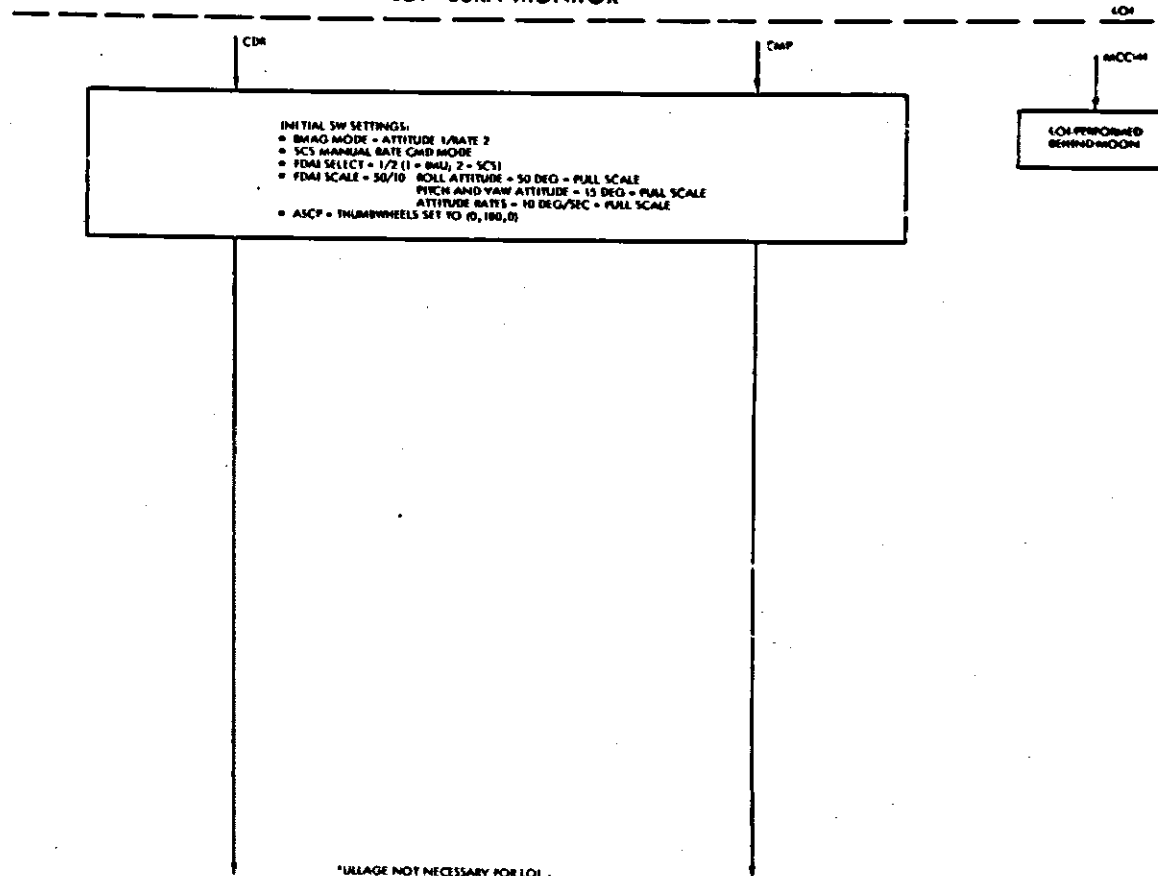 LOI BURN MONITOR
LOI
CDR
CMP
MCC-H
INITIAL SW SETTINGS:
• BMAG MODE = ATTITUDE 1/RATE 2
• SCS MANUAL RATE CMD MODE
• FDAI SELECT = 1/2 (1 = IMU, 2 = SCS)
• FDAI SCALE = 50/10 ROLL ATTITUDE = 50 DEG = FULL SCALE
PITCH AND YAW ATTITUDE = 15 DEG = FULL SCALE
ATTITUDE RATES = 10 DEG/SEC = FULL SCALE
• ASCP = THUMBWHEELS SET TO (0,180,0)
LOI PERFORMED
BEHIND MOON
*ULLAGE NOT NECESSARY FOR LOI.